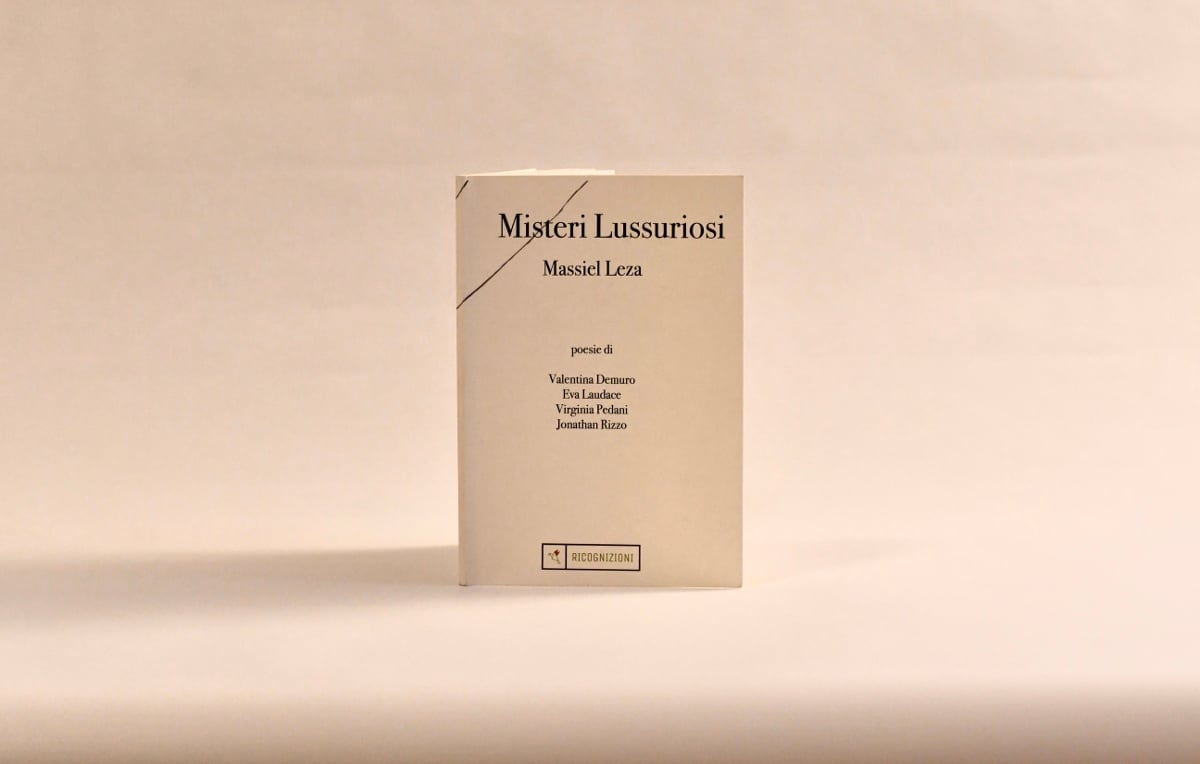 Misteri Lussuriosi
Massiel Leza
poesie di
Valentina Demuro
Eva Laudace
Virginia Pedani
Jonathan Rizzo
RICOGNIZIONI